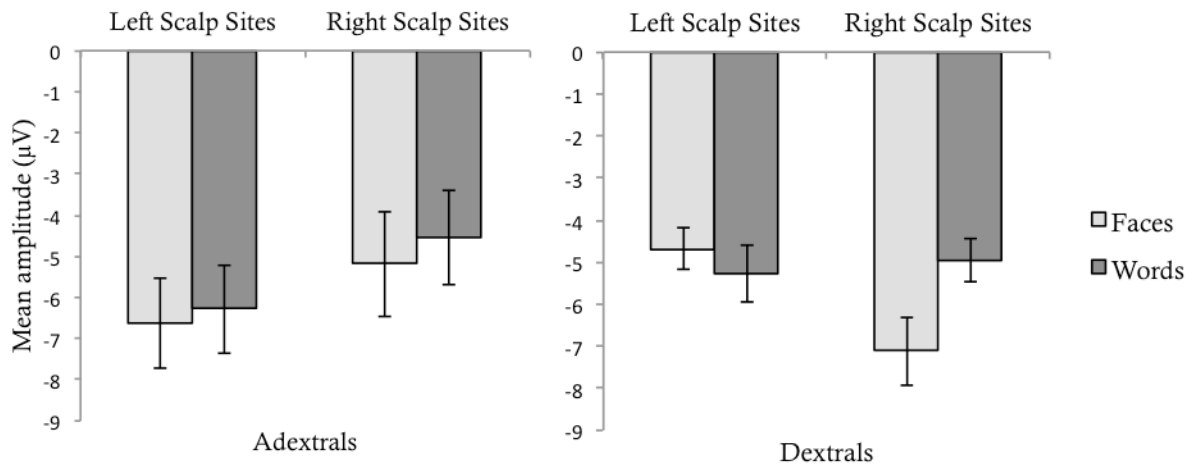 Left Scalp Sites Right Scalp Sites
0
-1
-2
-3
-4
-5
-6
-7
-8
-9
Mean amplitude (µV)
Adextrals
Left Scalp Sites Right Scalp Sites
0
-1
-2
-3
-4
-5
-6
-7
-8
-9
Dextrals
Faces
Words